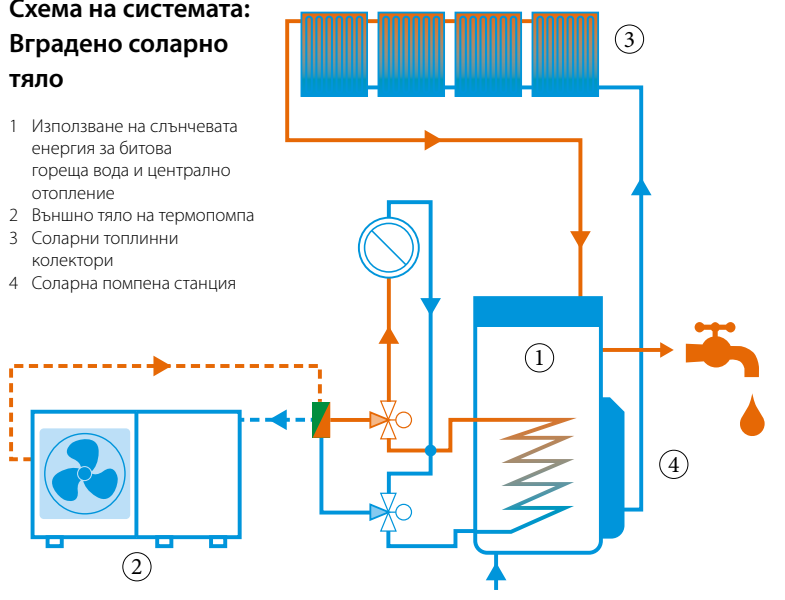 Схема на системата:
Вградено соларно
тяло
1 Използване на слънчевата
енергия за битова
гореща вода и централно
отопление
2 Външно тяло на термопомпа
3 Соларни топлинни
колектори
4 Соларна помпена станция
3
1
4
2